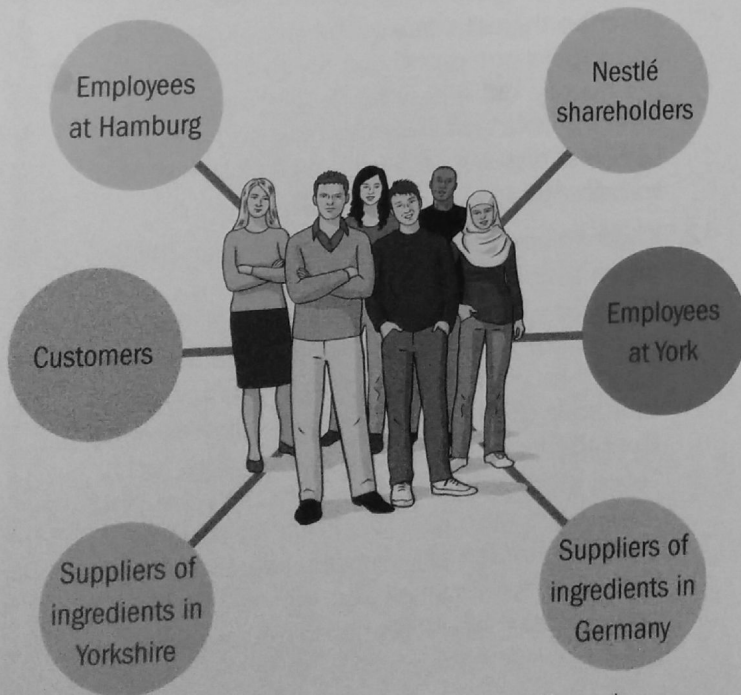 Employees
at Hamburg
Nestlé
shareholders
Customers
Employees
at York
Suppliers of
ingredients in
Yorkshire
Suppliers of
ingredients in
Germany